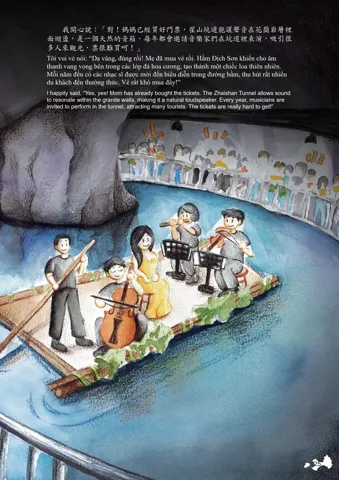 我開心說：「對！媽媽已經買好門票，翟山坑道能讓聲音在花崗岩層裡
面迴盪，是一個天然的音箱，每年都會邀請音樂家們在坑道裡表演，吸引很
多人來觀光，票很難買呵！」
Tôi vui vẻ nói: “Dạ vâng, đúng rồi! Mẹ đã mua vé rồi. Hầm Địch Sơn khiến cho âm
thanh vang vọng bên trong các lớp đá hoa cương, tạo thành một chiếc loa thiên nhiên.
Mỗi năm đều có các nhạc sĩ được mời đến biểu diễn trong đường hầm, thu hút rất nhiều
du khách đến thưởng thức. Vé rất khó mua đấy!”
I happily said, "Yes, yes! Mom has already bought the tickets. The Zhaishan Tunnel allows sound
to resonate within the granite walls, making it a natural loudspeaker. Every year, musicians are
invited to perform in the tunnel, attracting many tourists. The tickets are really hard to get!"